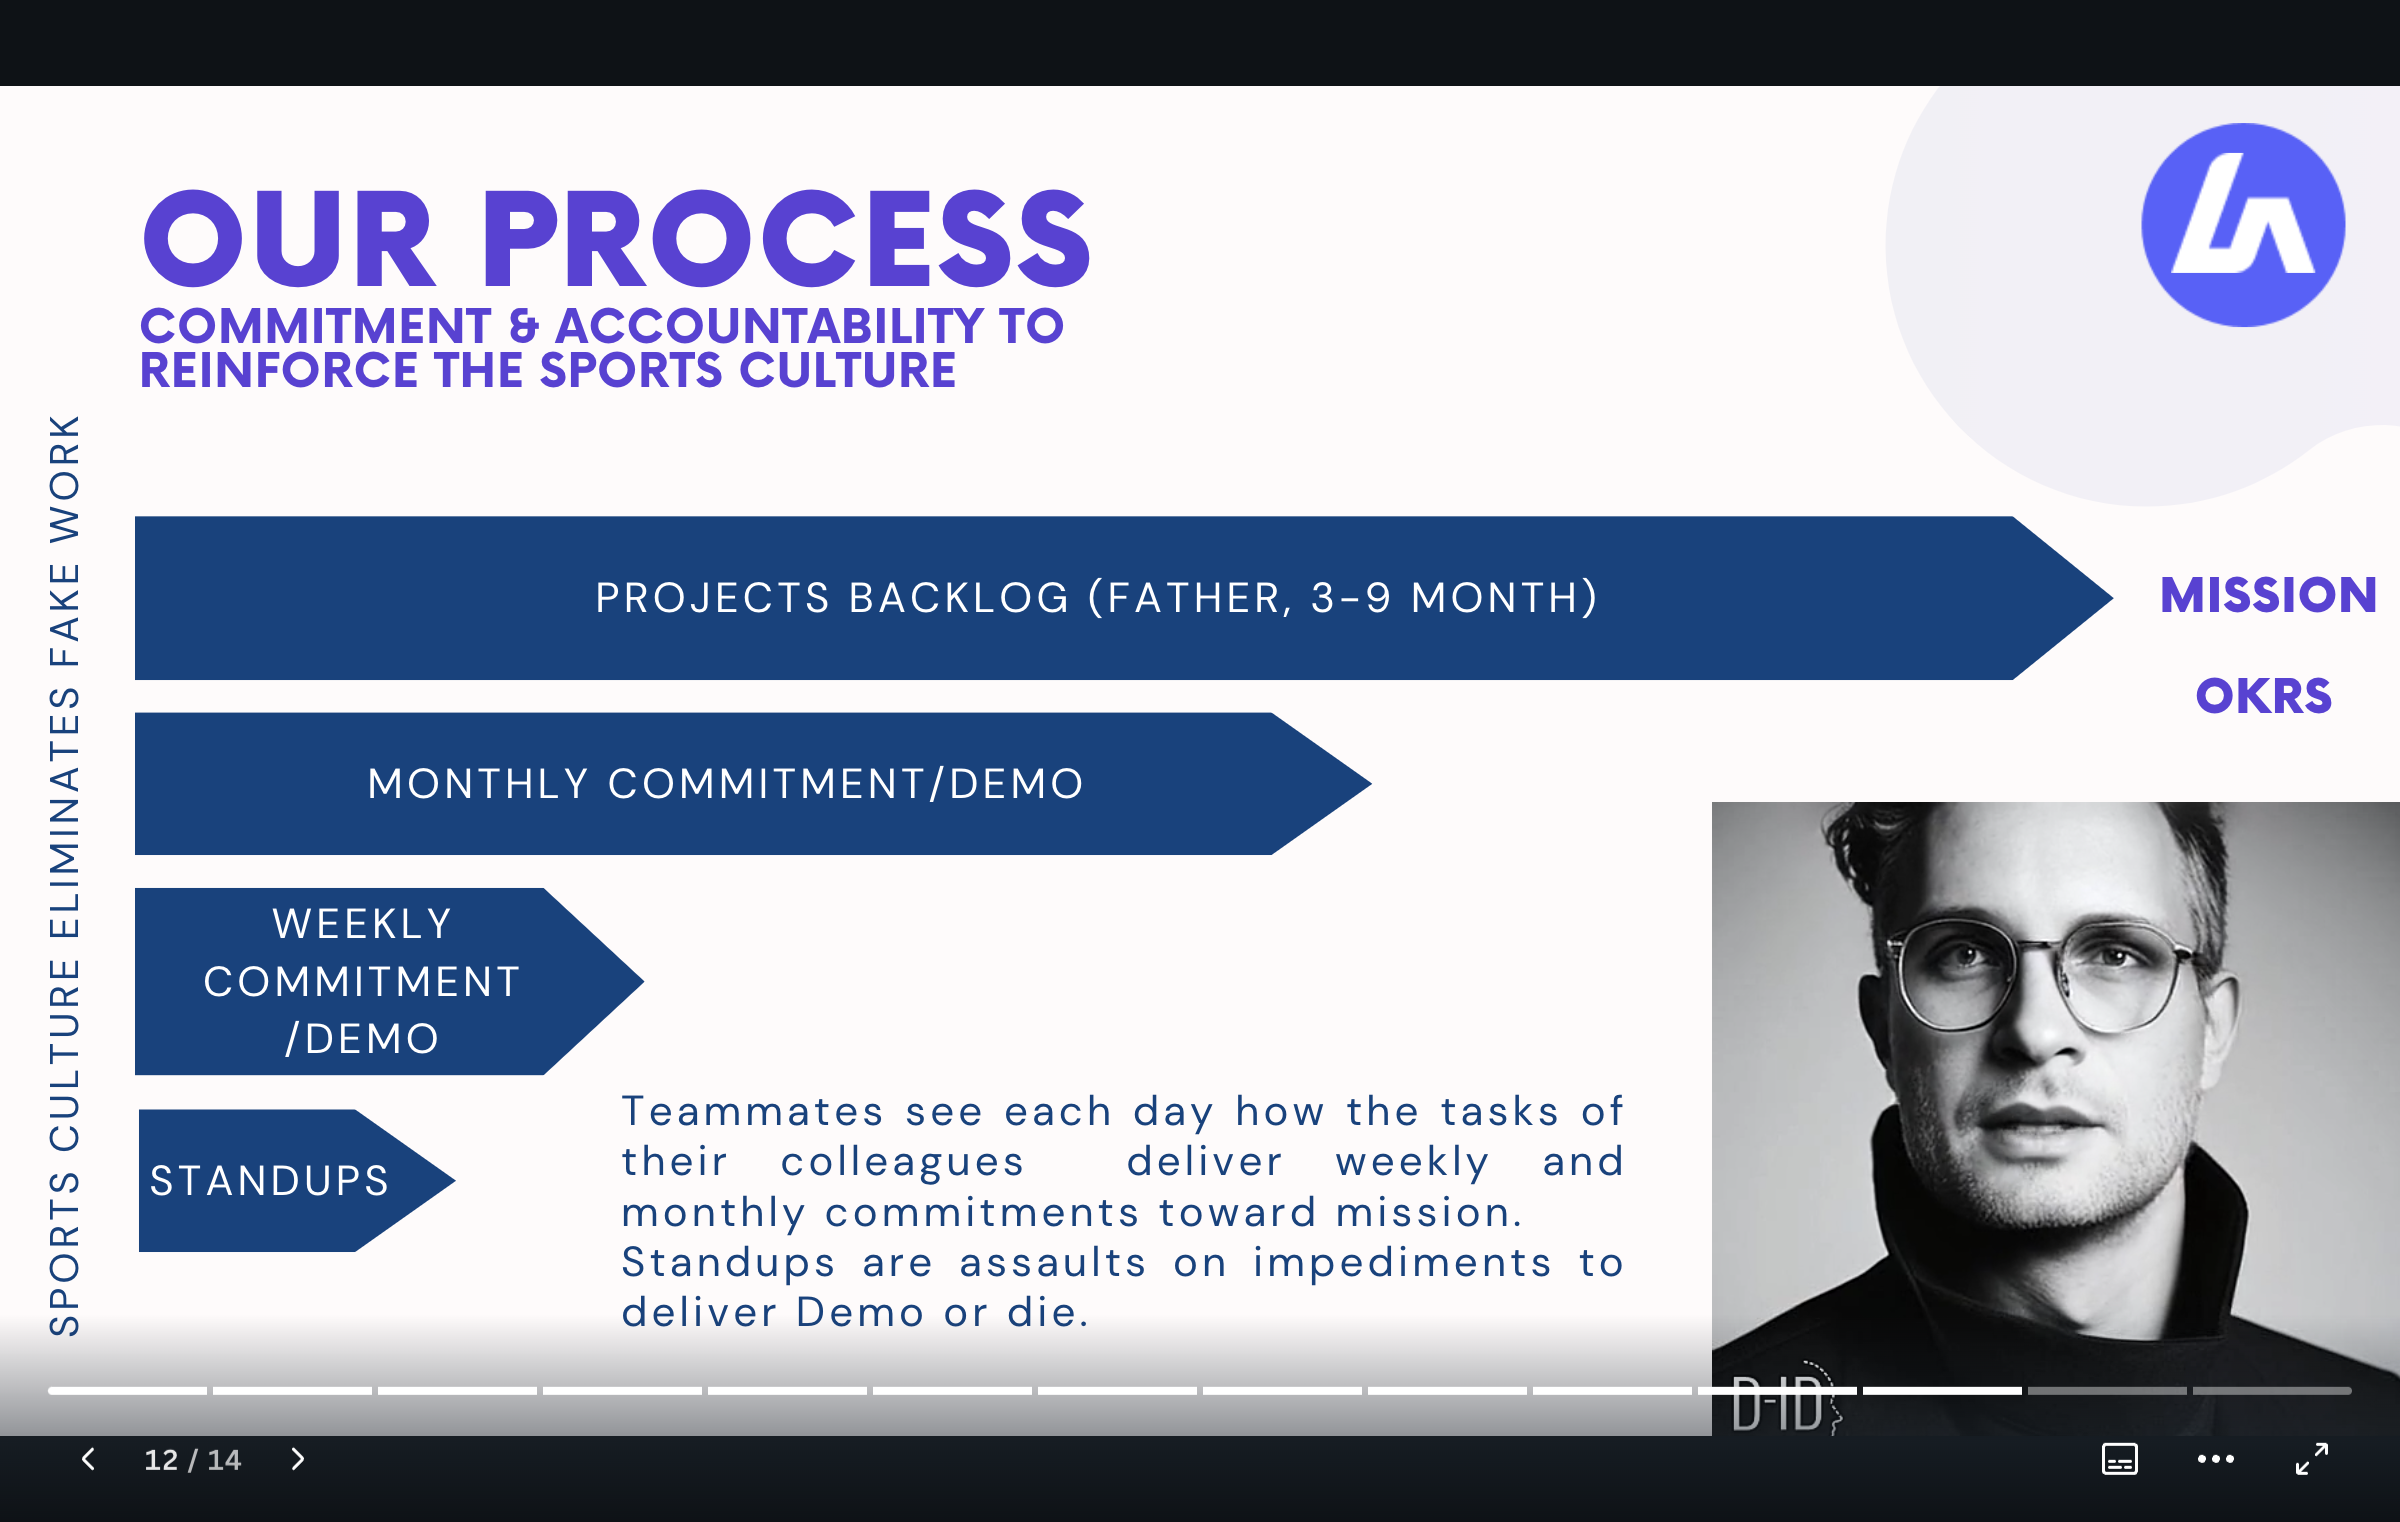 OUR PROCESS
COMMITMENT & ACCOUNTABILITY TO
REINFORCE THE SPORTS CULTURE
SPORTS CULTURE ELIMINATES FAKE WORK
PROJECTS BACKLOG (FATHER, 3-9 MONTH)
MISSION
OKRS
MONTHLY COMMITMENT/DEMO
WEEKLY
COMMITMENT
/DEMO
STANDUPS
Teammates see each day how the tasks of
their colleagues deliver weekly and
monthly commitments toward mission.
Standups are assaults on impediments to
deliver Demo or die.
D-ID
12 / 14